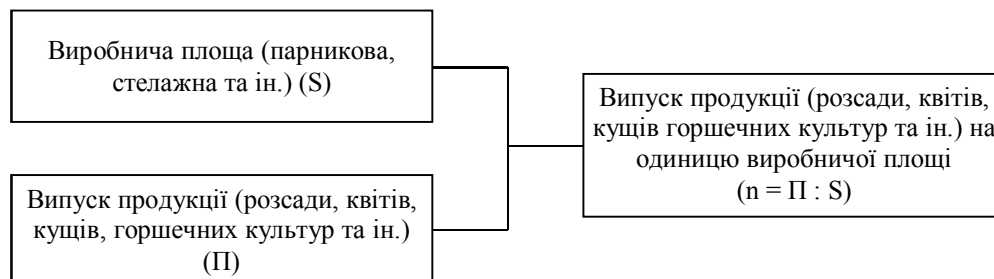 Виробнича площа (парникова,
стелажна та ін.) (S)
Випуск продукції (розсади, квітів,
кущів, горшечних культур та ін.)
(П)
Випуск продукції (розсади, квітів,
кущів горшечних культур та ін.) на
одиницю виробничої площі
(n = П : S)